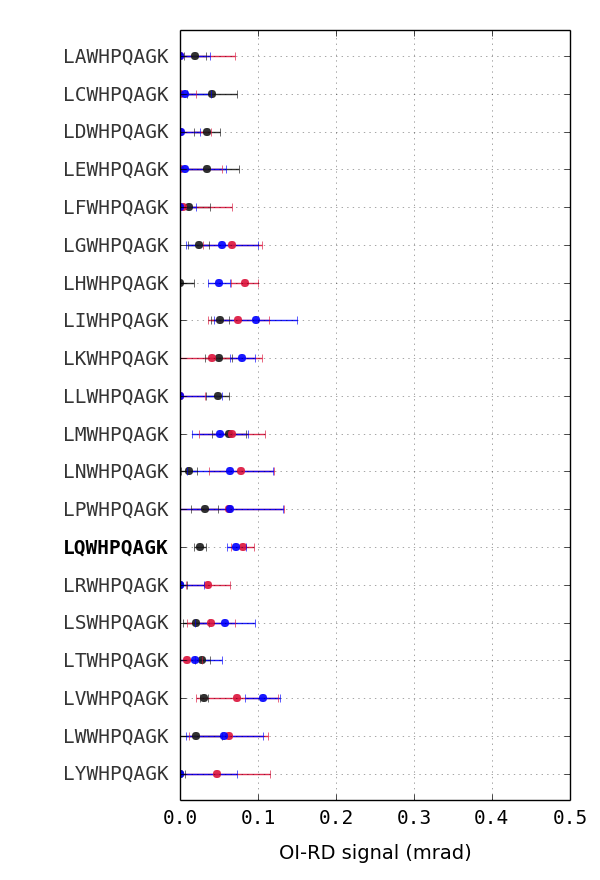 LAWHPQAGK
LCWHPQAGK
LDWHPQAGK
LEWHPQAGK
LFWHPQAGK
LGWHPQAGK
LHWHPQAGK
LIWHPQAGK
LKWHPQAGK
LLWHPQAGK
LMWHPQAGK
LNWHPQAGK
LPWHPQAGK
LQWHPQAGK
LRWHPQAGK
LSWHPQAGK
LTWHPQAGK
LVWHPQAGK
LWWHPQAGK
LYWHPQAGK
0.0 0.1 0.2 0.3 0.4 0.5
OI-RD signal (mrad)